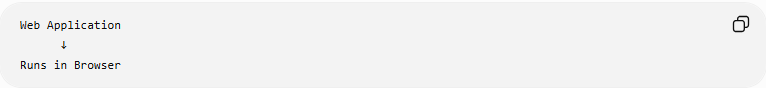 Web Application
↓
Runs in Browser